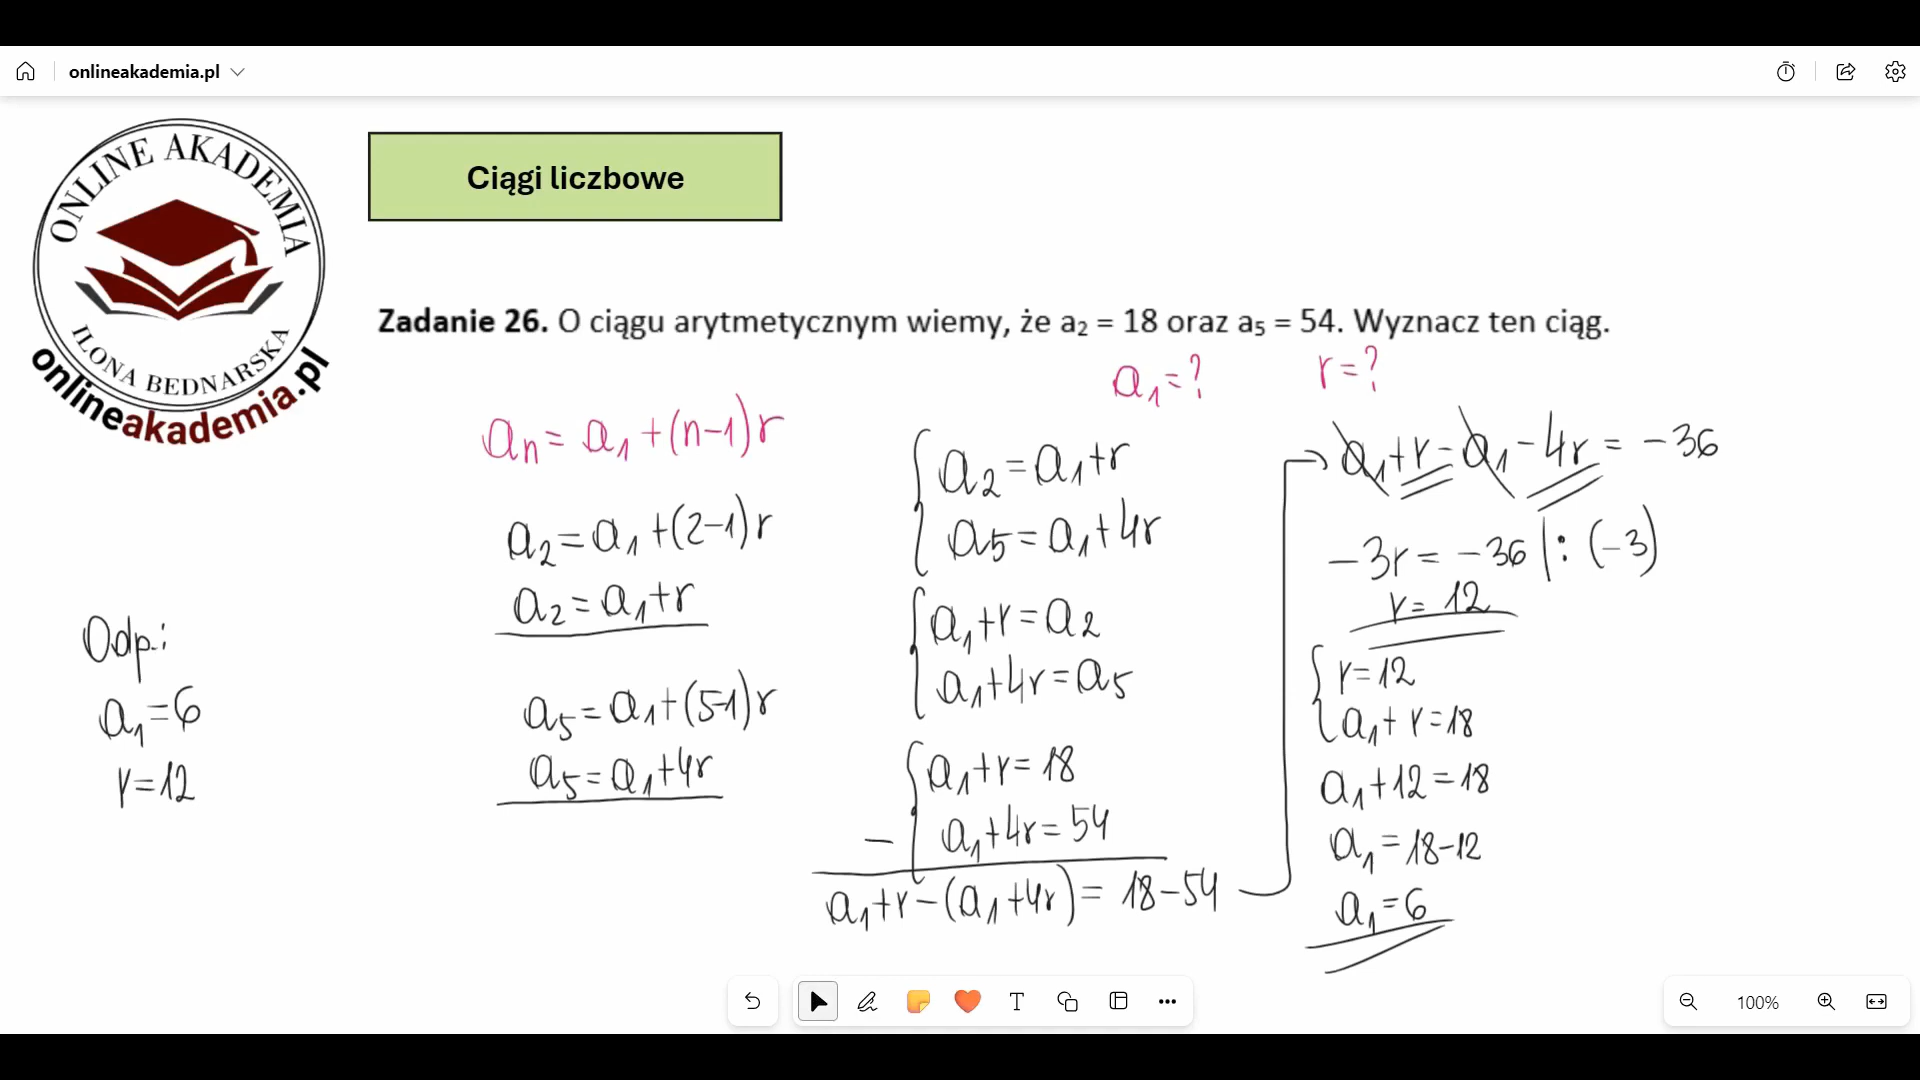 onlineakademia.pl
ONLINE AKADEMIA
ILONA BEDNARSKA
onlineakademia.pl
Ciągi liczbowe
Zadanie 26. O ciągu arytmetycznym wiemy, że a₂ = 18 oraz a₅ = 54. Wyznacz ten ciąg.
a₁=? r=?
aₙ= a₁+(n-1)r
a₂=a₁+(2-1)r
a₂=a₁+r
a₅=a₁+(5-1)r
a₅=a₁+4r
a₂=a₁+r
a₅=a₁+4r
a₁+r=a₂
a₁+4r=a₅
a₁+r=18
- a₁+4r=54
a₁+r-(a₁+4r)= 18-54
a₁+r-a₁-4r= -36
-3r= -36 |: (-3)
r= 12
r=12
a₁+r=18
a₁+12=18
a₁=18-12
a₁=6
Odp.:
a₁=6
r=12
100%